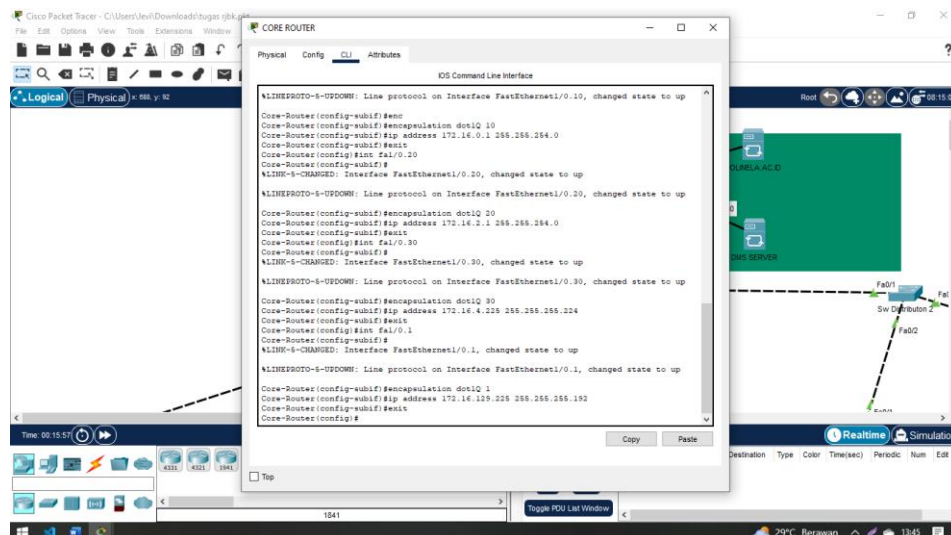 Cisco Packet Tracer - C:\Users\levi\Downloads\tugas rjbk.pkt
File Edit Options View Tools Extensions Window
CORE ROUTER
Physical Config CLI Attributes
IOS Command Line Interface
%LINEPROTO-5-UPDOWN: Line protocol on Interface FastEthernet1/0.10, changed state to up
Core-Router(config-subif)#enc
Core-Router(config-subif)#encapsulation dot1Q 10
Core-Router(config-subif)#ip address 172.16.0.1 255.255.254.0
Core-Router(config-subif)#exit
Core-Router(config)#int fa1/0.20
Core-Router(config-subif)#
%LINK-5-CHANGED: Interface FastEthernet1/0.20, changed state to up
%LINEPROTO-5-UPDOWN: Line protocol on Interface FastEthernet1/0.20, changed state to up
Core-Router(config-subif)#encapsulation dot1Q 20
Core-Router(config-subif)#ip address 172.16.2.1 255.255.254.0
Core-Router(config-subif)#exit
Core-Router(config)#int fa1/0.30
Core-Router(config-subif)#
%LINK-5-CHANGED: Interface FastEthernet1/0.30, changed state to up
%LINEPROTO-5-UPDOWN: Line protocol on Interface FastEthernet1/0.30, changed state to up
Core-Router(config-subif)#encapsulation dot1Q 30
Core-Router(config-subif)#ip address 172.16.4.225 255.255.255.224
Core-Router(config-subif)#exit
Core-Router(config)#int fa1/0.1
Core-Router(config-subif)#
%LINK-5-CHANGED: Interface FastEthernet1/0.1, changed state to up
%LINEPROTO-5-UPDOWN: Line protocol on Interface FastEthernet1/0.1, changed state to up
Core-Router(config-subif)#encapsulation dot1Q 1
Core-Router(config-subif)#ip address 172.16.129.225 255.255.255.192
Core-Router(config-subif)#exit
Core-Router(config)#
Copy Paste
Top
Logical Physical x: 688, y: 92
Root 08:15:0
OLINELA.AC.ID
0
DNS SERVER
Fa0/1
Fa0
Sw Distributon 2
Fa0/2
Fa0/1
Time: 00:15:57
Realtime Simulatio
4331 4321 1941
1841
Toggle PDU List Window
Destination Type Color Time(sec) Periodic Num Edit
29°C Berawan 13:45